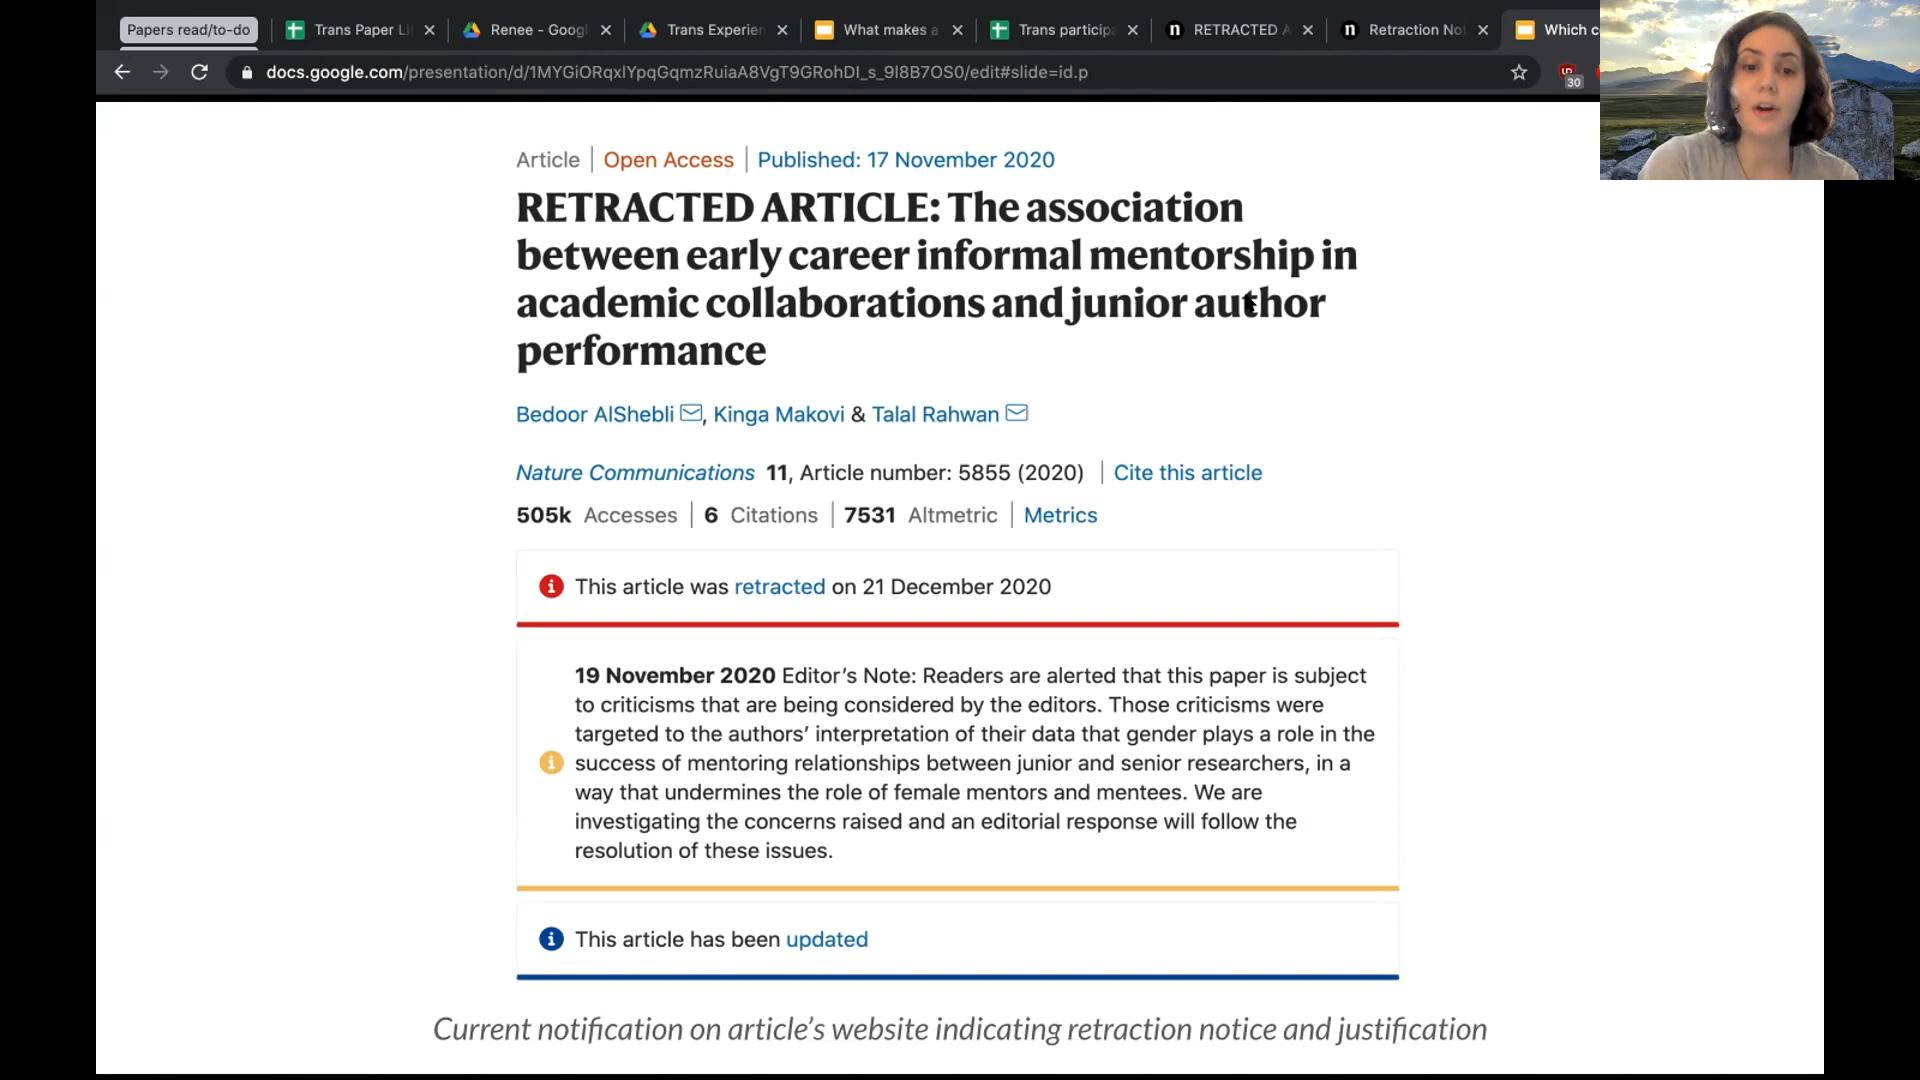 Papers read/to-do
Trans Paper LI
Renee - Googl
Trans Experien
What makes a
Trans participa
RETRACTED A
Retraction Not
Which c
docs.google.com/presentation/d/1MYGiORqxlYpqGqmzRuiaA8VgT9GRohDI_s_9I8B7OS0/edit#slide=id.p
30
Article | Open Access | Published: 17 November 2020
RETRACTED ARTICLE: The association
between early career informal mentorship in
academic collaborations and junior author
performance
Bedoor AlShebli, Kinga Makovi & Talal Rahwan
Nature Communications 11, Article number: 5855 (2020) | Cite this article
505k Accesses | 6 Citations | 7531 Altmetric | Metrics
This article was retracted on 21 December 2020
19 November 2020 Editor's Note: Readers are alerted that this paper is subject
to criticisms that are being considered by the editors. Those criticisms were
targeted to the authors' interpretation of their data that gender plays a role in the
success of mentoring relationships between junior and senior researchers, in a
way that undermines the role of female mentors and mentees. We are
investigating the concerns raised and an editorial response will follow the
resolution of these issues.
This article has been updated
Current notification on article's website indicating retraction notice and justification